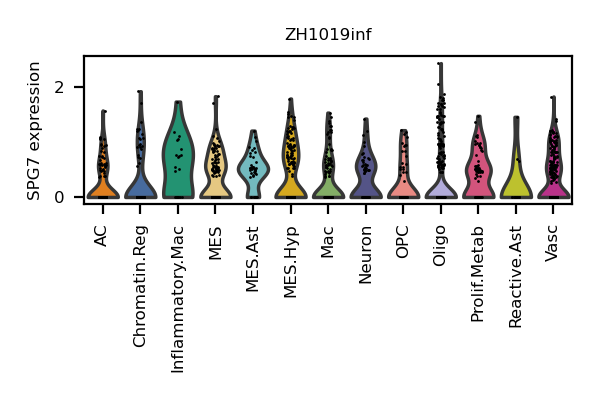 ZH1019inf
SPG7 expression
2
0
AC
Chromatin.Reg
Inflammatory.Mac
MES
MES.Ast
MES.Hyp
Mac
Neuron
OPC
Oligo
Prolif.Metab
Reactive.Ast
Vasc